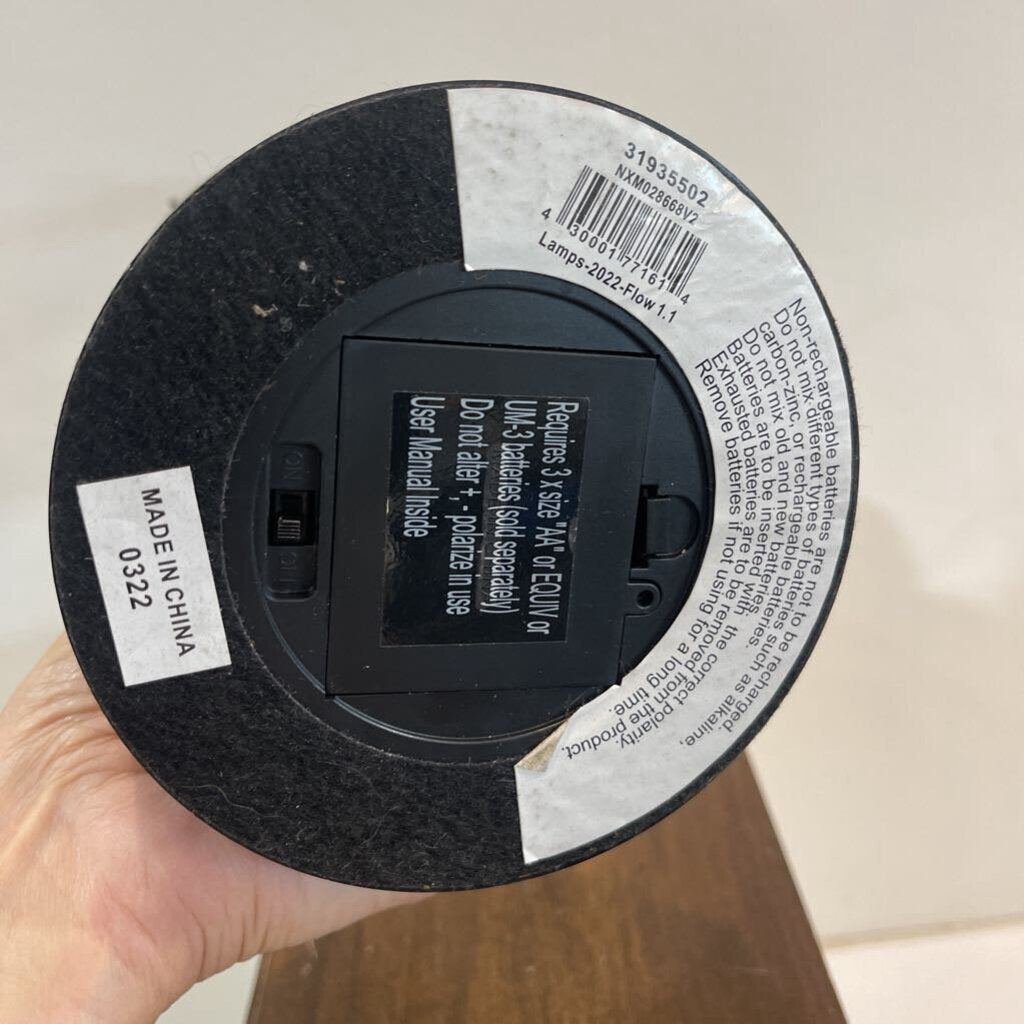 31935502
NXM028668V2
4 30001 77161 4
Lamps-2022-Flow 1.1
Non-rechargeable batteries are not to be recharged.
Do not mix different types of batteries such as alkaline,
carbon-zinc, or rechargeable batteries.
Do not mix old and new batteries.
Batteries are to be inserted with the correct polarity.
Exhausted batteries are to be removed from the product.
Remove batteries if not using for a long time.
Requires 3 x size "AA" or EQUIV or
UM-3 batteries (sold separately)
Do not alter +, - polarize in use
User Manual Inside
ON
OFF
MADE IN CHINA
0322